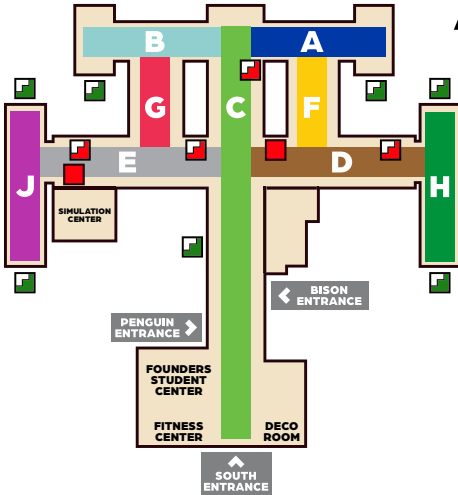 B
A
G
C
F
E
D
J
H
SIMULATION
CENTER
BISON
ENTRANCE
PENGUIN
ENTRANCE
FOUNDERS
STUDENT
CENTER
FITNESS
CENTER
DECO
ROOM
SOUTH
ENTRANCE